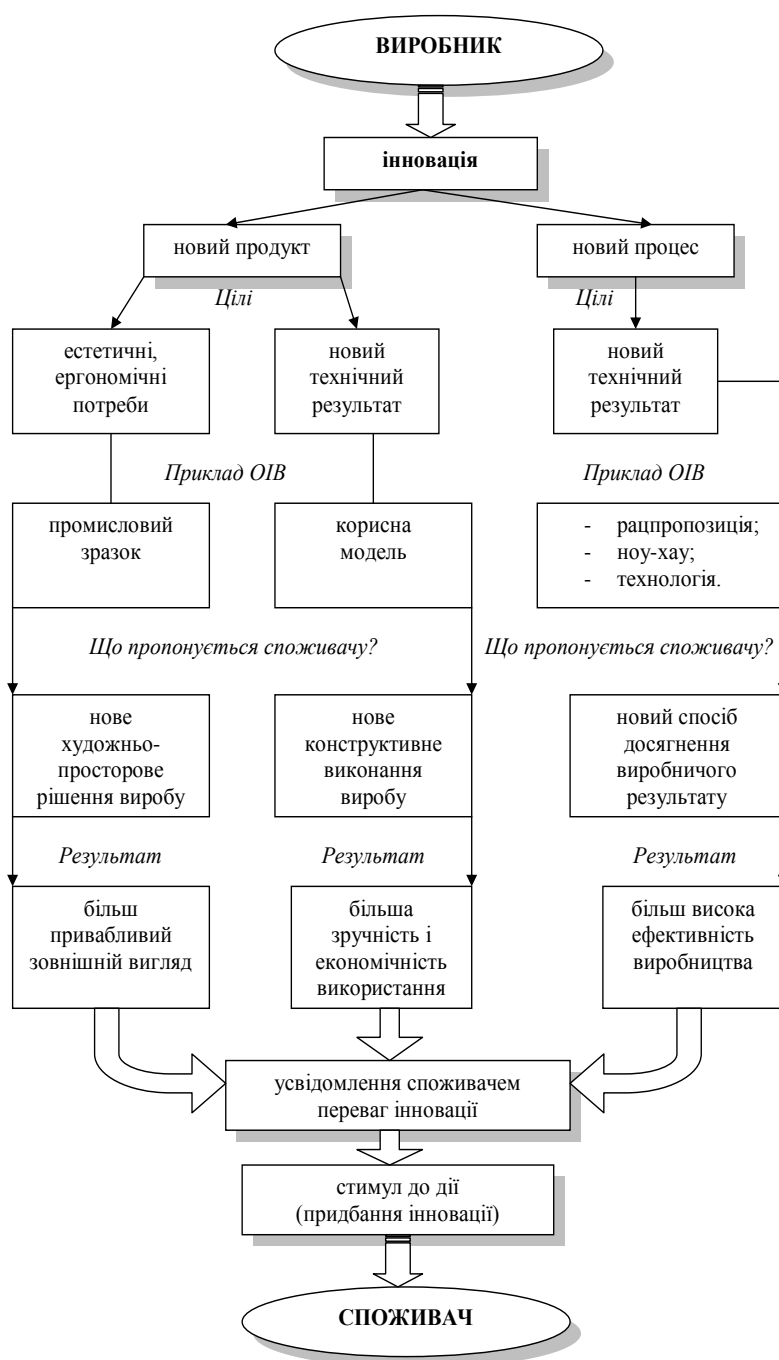 ВИРОБНИК
інновація
новий продукт
новий процес
Цілі
Цілі
естетичні,
ергономічні
потреби
новий
технічний
результат
новий
технічний
результат
Приклад ОІВ
Приклад ОІВ
промисловий
зразок
корисна
модель
- рацпропозиція;
- ноу-хау;
- технологія.
Що пропонується споживачу?
Що пропонується споживачу?
нове
художньо-
просторове
рішення виробу
нове
конструктивне
виконання
виробу
новий спосіб
досягнення
виробничого
результату
Результат
Результат
Результат
більш
привабливий
зовнішній вигляд
більша
зручність і
економічність
використання
більш висока
ефективність
виробництва
усвідомлення споживачем
переваг інновації
стимул до дії
(придбання інновації)
СПОЖИВАЧ